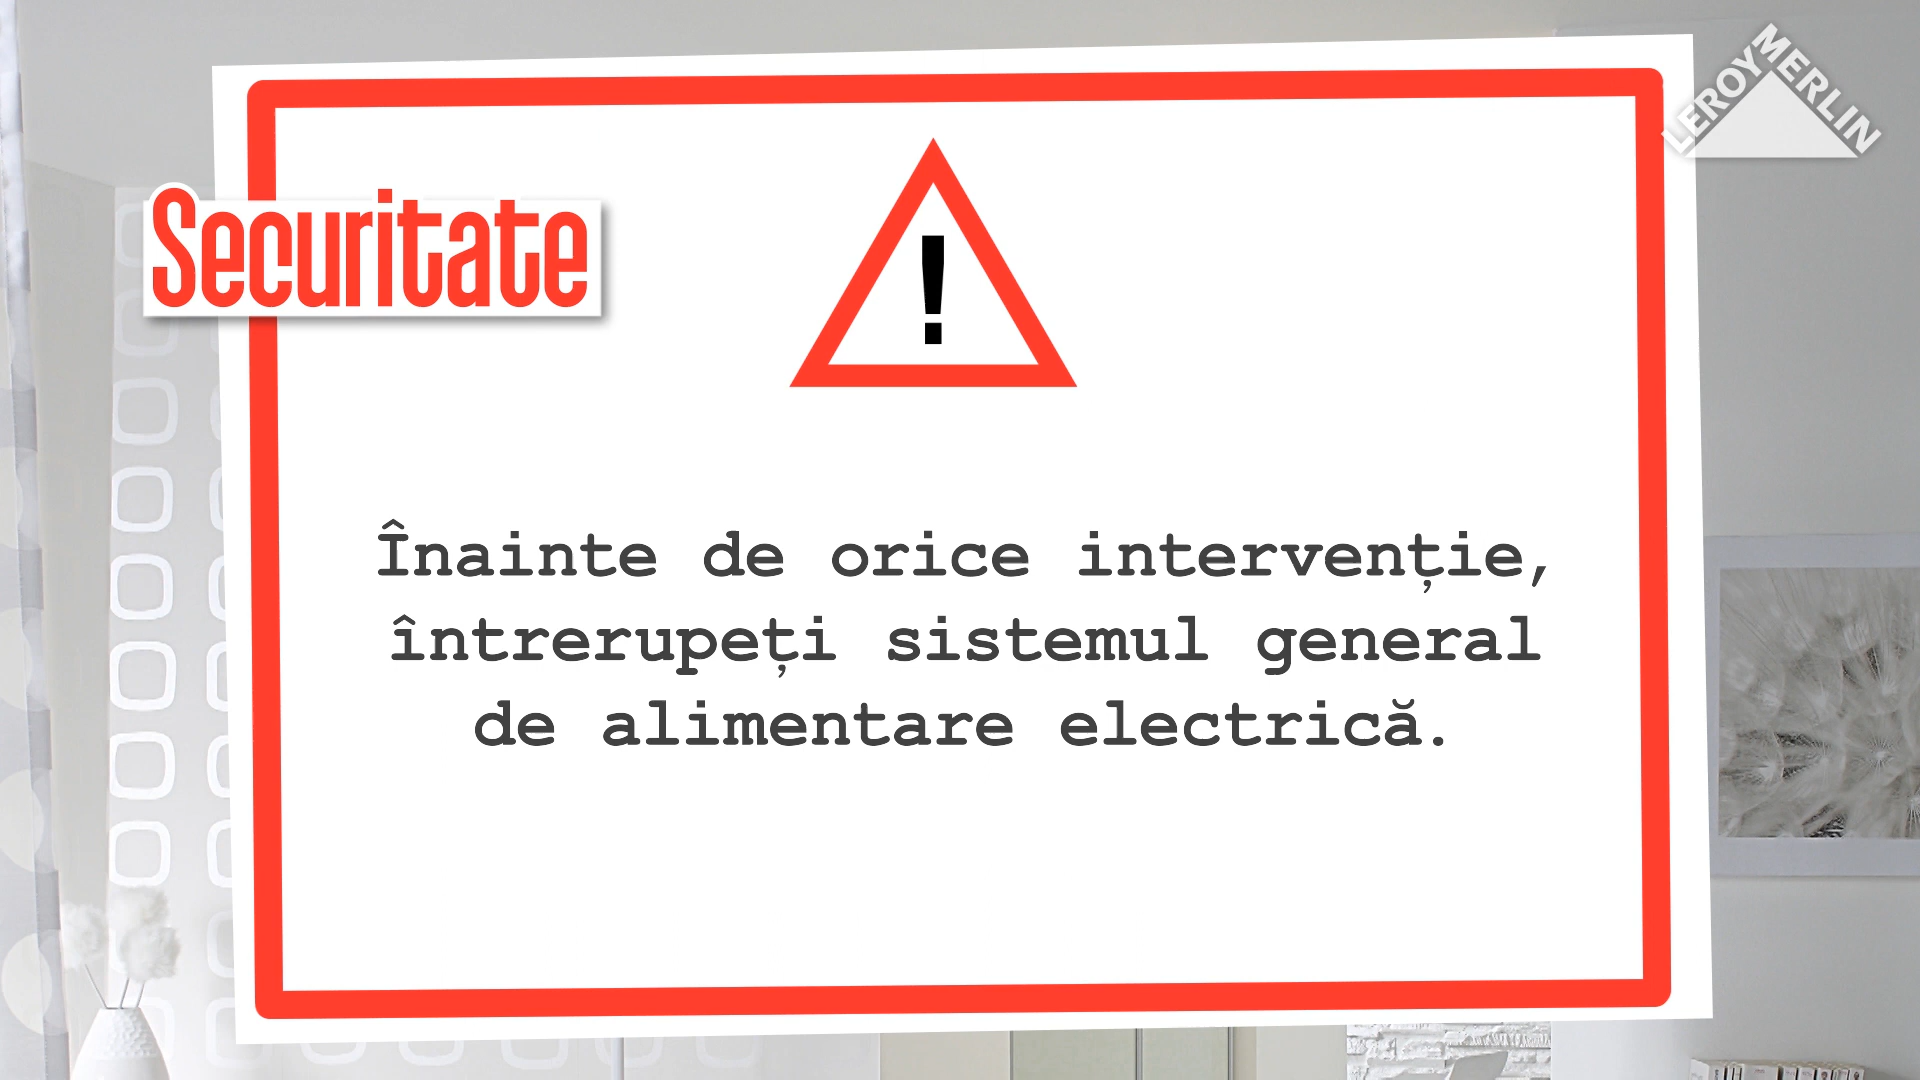 LEROY MERLIN
Securitate
!
Înainte de orice intervenție,
întrerupeți sistemul general
de alimentare electrică.